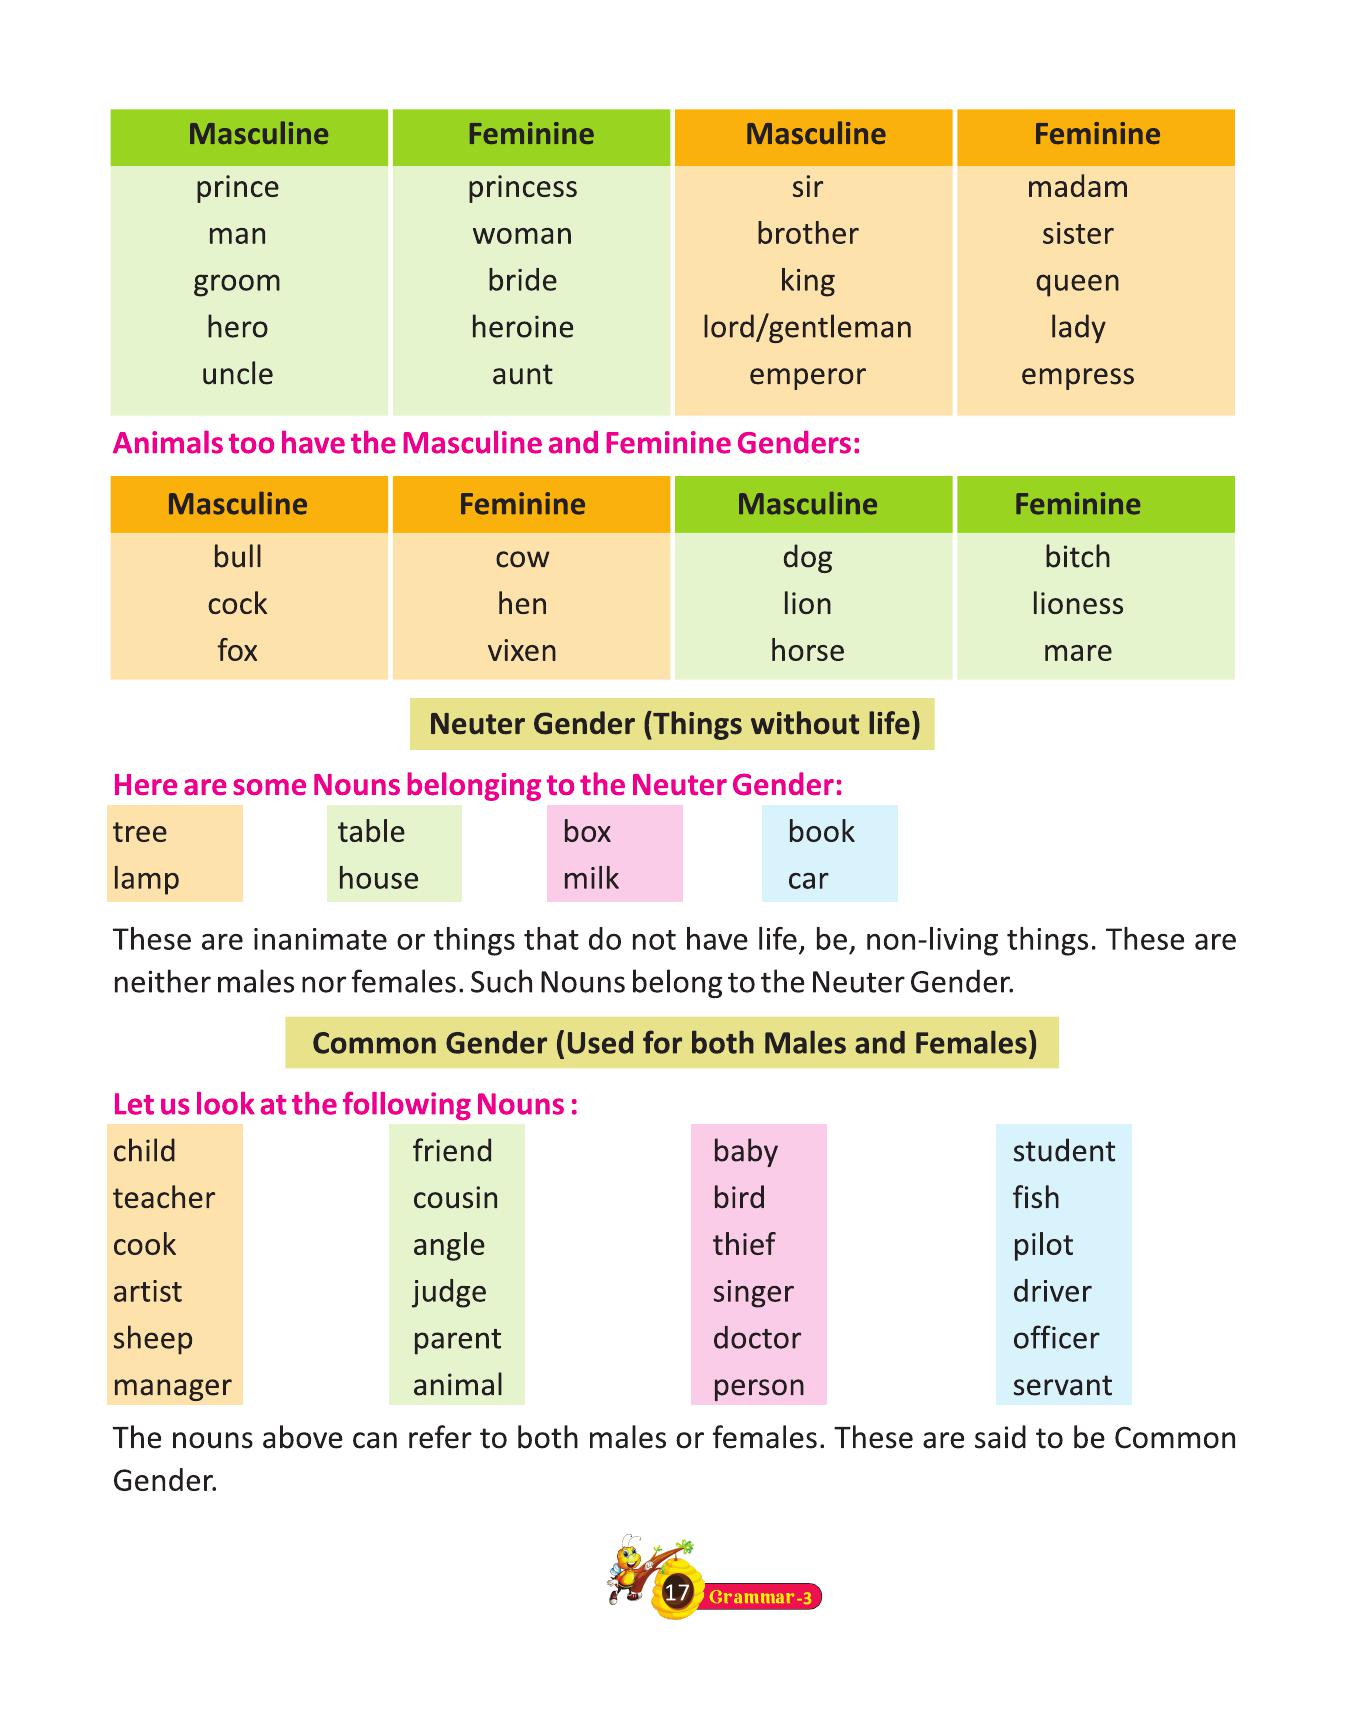 Masculine Feminine Masculine Feminine
prince princess sir madam
man woman brother sister
groom bride king queen
hero heroine lord/gentleman lady
uncle aunt emperor empress
Animals too have the Masculine and Feminine Genders:
Masculine Feminine Masculine Feminine
bull cow dog bitch
cock hen lion lioness
fox vixen horse mare
Neuter Gender (Things without life)
Here are some Nouns belonging to the Neuter Gender:
tree table box book
lamp house milk car
These are inanimate or things that do not have life, be, non-living things. These are
neither males nor females. Such Nouns belong to the Neuter Gender.
Common Gender (Used for both Males and Females)
Let us look at the following Nouns :
child friend baby student
teacher cousin bird fish
cook angle thief pilot
artist judge singer driver
sheep parent doctor officer
manager animal person servant
The nouns above can refer to both males or females. These are said to be Common
Gender.
17 Grammar-3